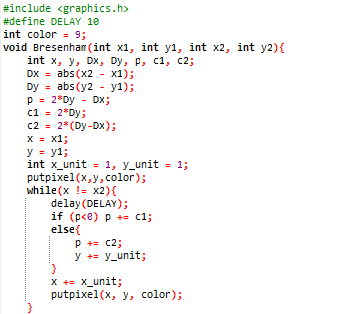 #include <graphics.h>
#define DELAY 10
int color = 9;
void Bresenham(int x1, int y1, int x2, int y2){
int x, y, Dx, Dy, p, c1, c2;
Dx = abs(x2 - x1);
Dy = abs(y2 - y1);
p = 2*Dy - Dx;
c1 = 2*Dy;
c2 = 2*(Dy-Dx);
x = x1;
y = y1;
int x_unit = 1, y_unit = 1;
putpixel(x,y,color);
while(x != x2){
delay(DELAY);
if (p<0) p += c1;
else{
p += c2;
y += y_unit;
}
x += x_unit;
putpixel(x, y, color);
}